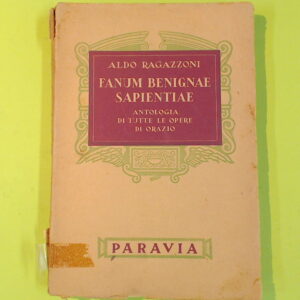 ALDO RAGAZZONI
FANUM BENIGNAE
SAPIENTIAE
ANTOLOGIA
DI TUTTE LE OPERE
DI ORAZIO
PARAVIA